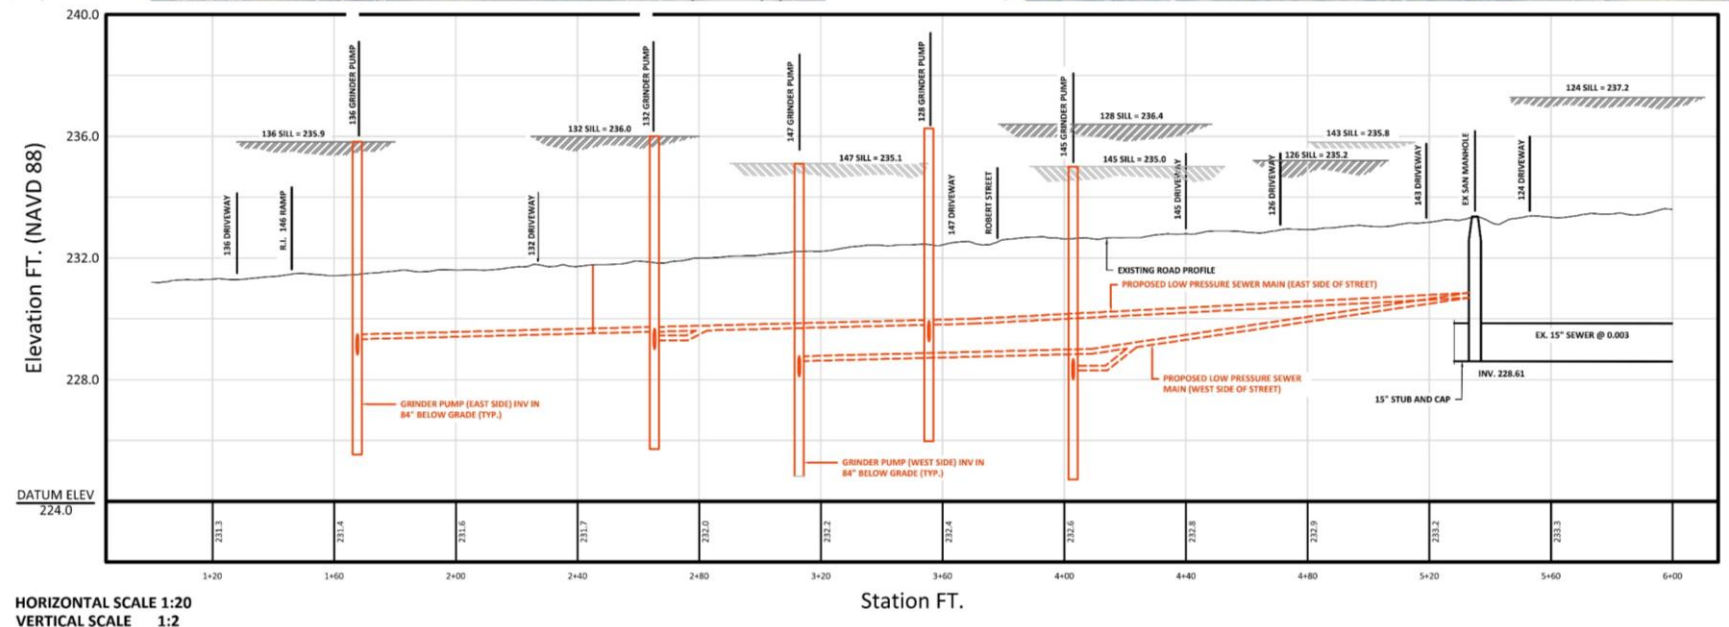 240.0
236.0
232.0
228.0
Elevation FT. (NAVD 88)
DATUM ELEV
224.0
136 DRIVEWAY
R.I. 146 RAMP
136 GRINDER PUMP
136 SILL = 235.9
132 DRIVEWAY
132 SILL = 236.0
132 GRINDER PUMP
147 GRINDER PUMP
147 SILL = 235.1
128 GRINDER PUMP
147 DRIVEWAY
ROBERT STREET
145 GRINDER PUMP
128 SILL = 236.4
145 SILL = 235.0
145 DRIVEWAY
126 DRIVEWAY
126 SILL = 235.2
143 SILL = 235.8
143 DRIVEWAY
EX SAN MANHOLE
124 DRIVEWAY
124 SILL = 237.2
EXISTING ROAD PROFILE
PROPOSED LOW PRESSURE SEWER MAIN (EAST SIDE OF STREET)
EX. 15" SEWER @ 0.003
INV. 228.61
15" STUB AND CAP
PROPOSED LOW PRESSURE SEWER
MAIN (WEST SIDE OF STREET)
GRINDER PUMP (EAST SIDE) INV IN
84" BELOW GRADE (TYP.)
GRINDER PUMP (WEST SIDE) INV IN
84" BELOW GRADE (TYP.)
231.3
231.4
231.6
231.7
232.0
232.2
232.4
232.6
232.8
232.9
233.2
233.3
1+20
1+60
2+00
2+40
2+80
3+20
3+60
4+00
4+40
4+80
5+20
5+60
6+00
Station FT.
HORIZONTAL SCALE 1:20
VERTICAL SCALE 1:2